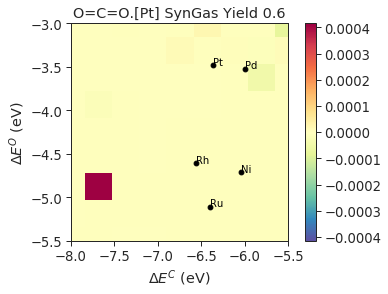 O=C=O.[Pt] SynGas Yield 0.6
−3.0
−3.5
−4.0
−4.5
−5.0
−5.5
ΔE^O (eV)
Pt
Pd
Rh
Ni
Ru
−8.0 −7.5 −7.0 −6.5 −6.0 −5.5
ΔE^C (eV)
0.0004
0.0003
0.0002
0.0001
0.0000
−0.0001
−0.0002
−0.0003
−0.0004